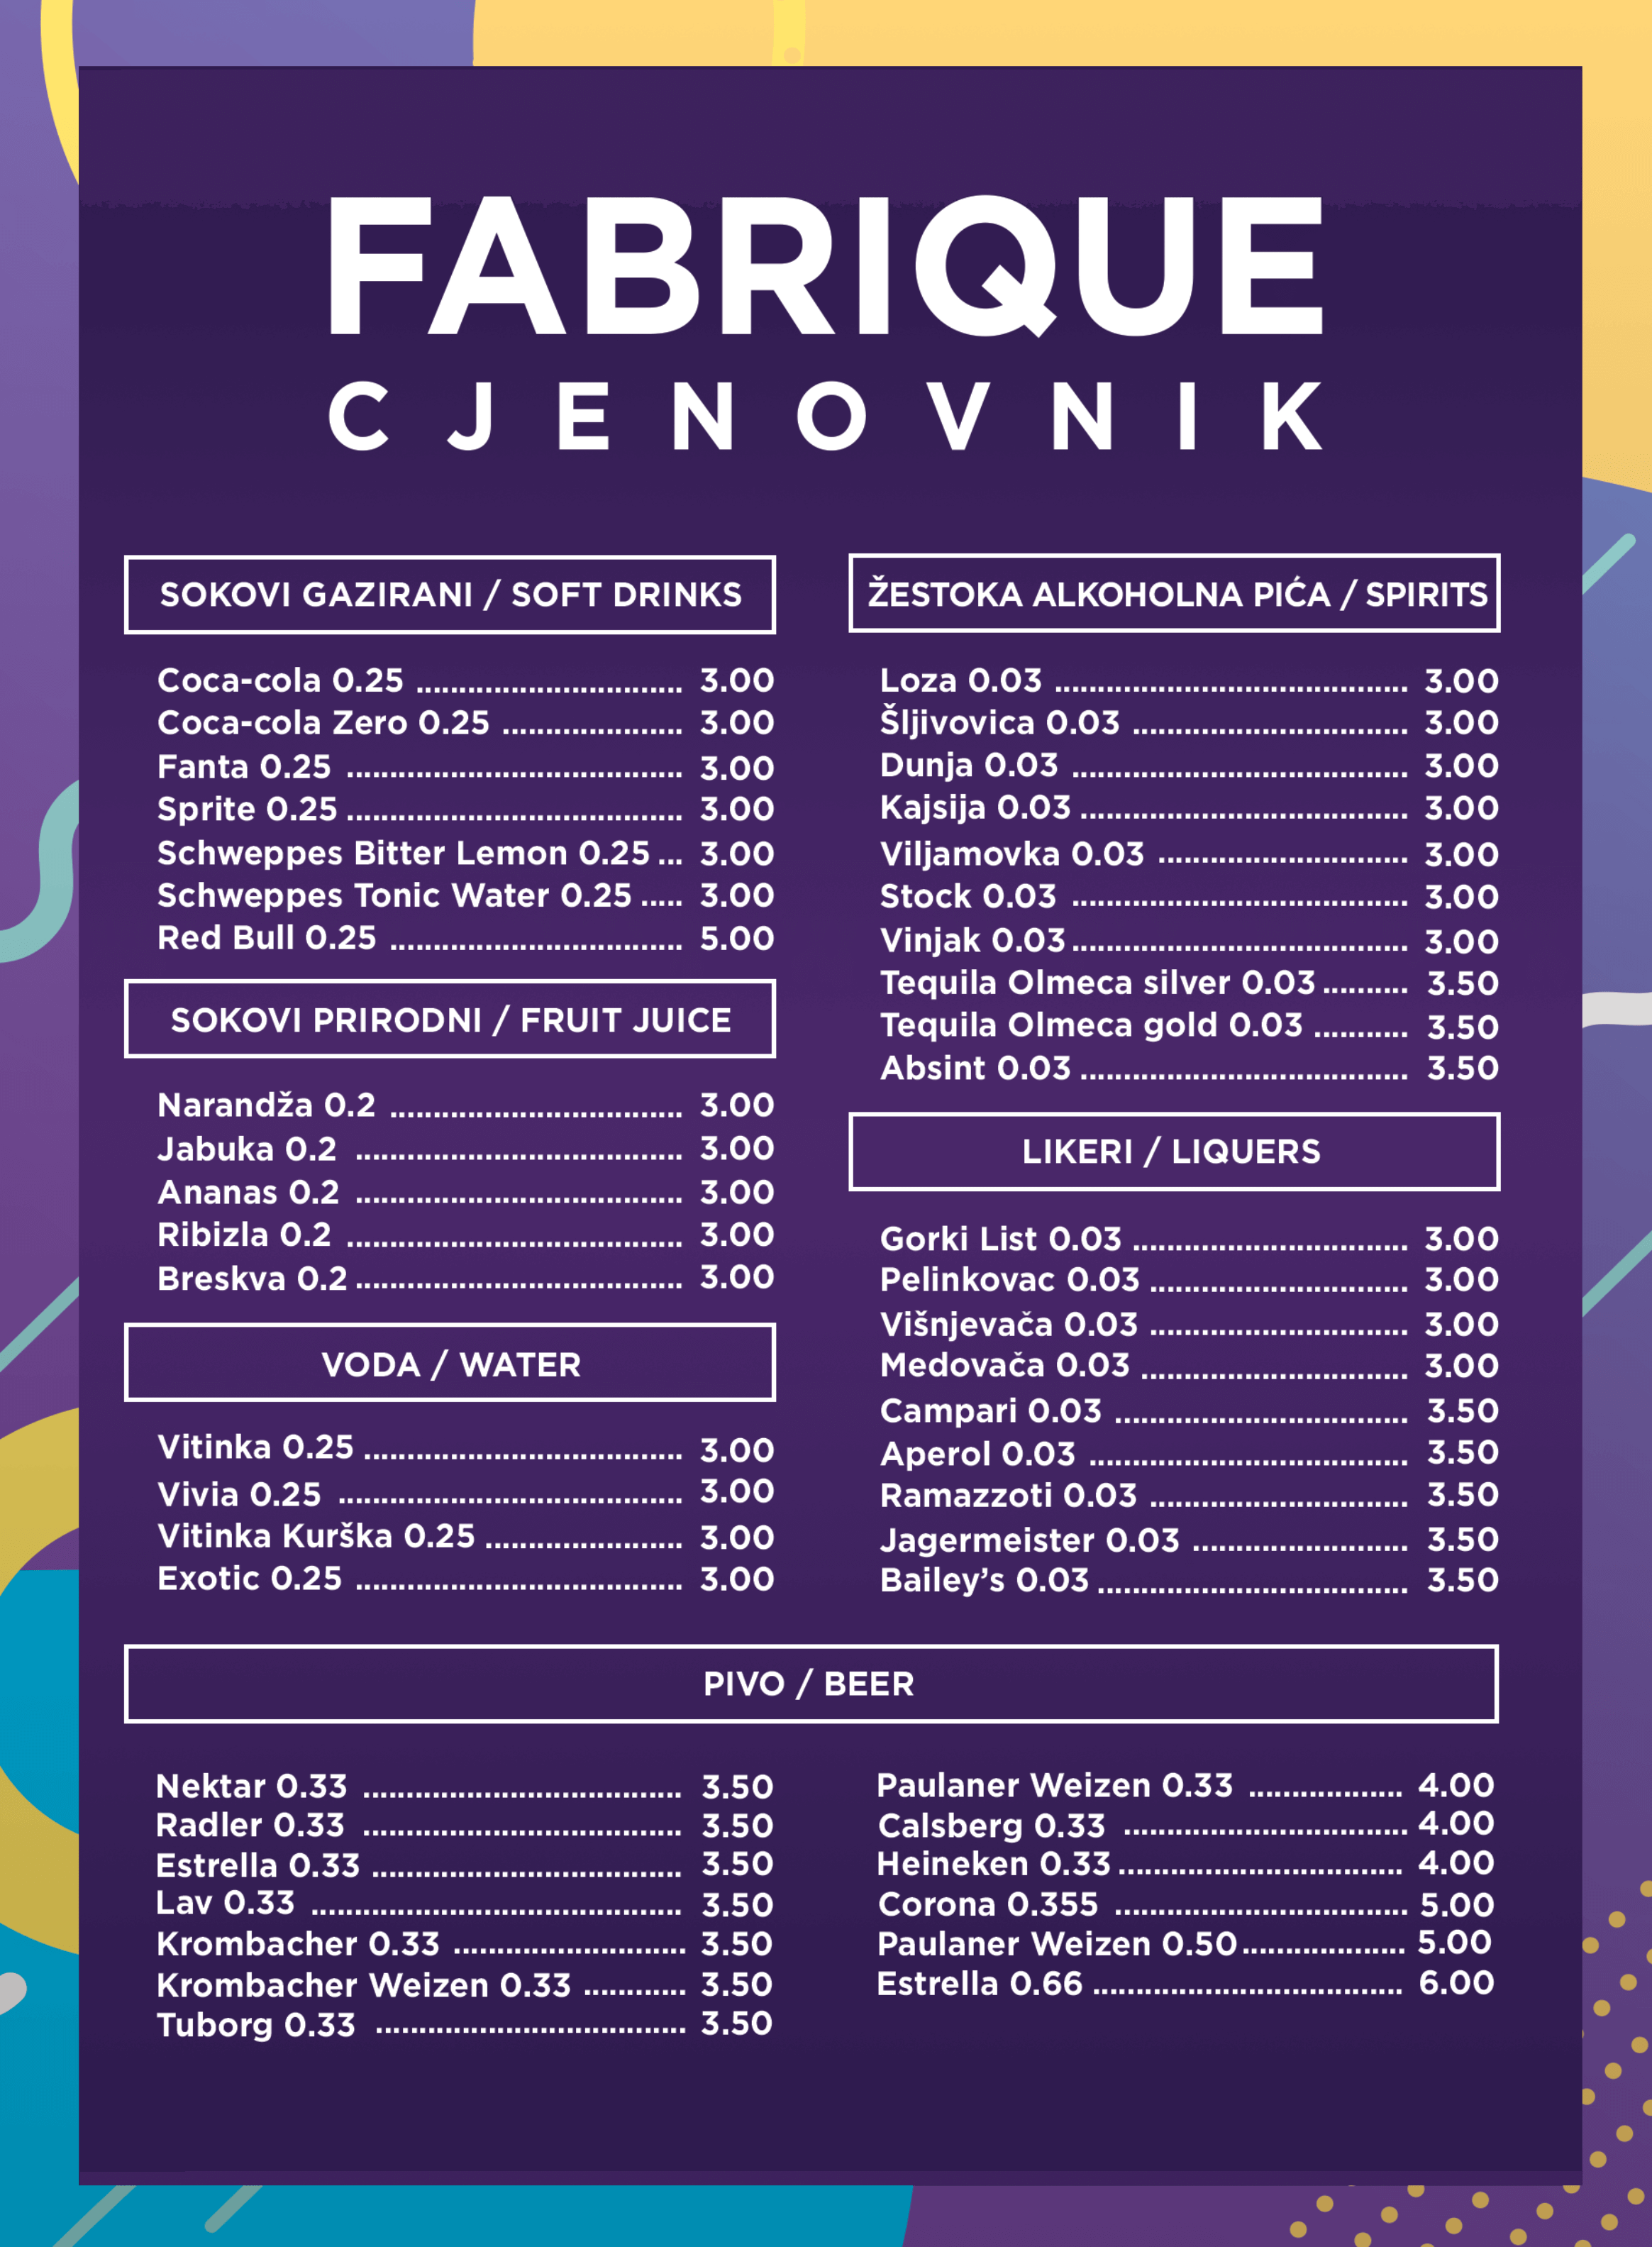 FABRIQUE
CJENOVNIK
SOKOVI GAZIRANI / SOFT DRINKS
Coca-cola 0.25 ............................... 3.00
Coca-cola Zero 0.25 ..................... 3.00
Fanta 0.25 ....................................... 3.00
Sprite 0.25 ....................................... 3.00
Schweppes Bitter Lemon 0.25 ... 3.00
Schweppes Tonic Water 0.25 ..... 3.00
Red Bull 0.25 .................................. 5.00
SOKOVI PRIRODNI / FRUIT JUICE
Narandža 0.2 .................................. 3.00
Jabuka 0.2 ...................................... 3.00
Ananas 0.2 ...................................... 3.00
Ribizla 0.2 ....................................... 3.00
Breskva 0.2 ...................................... 3.00
VODA / WATER
Vitinka 0.25 ..................................... 3.00
Vivia 0.25 ........................................ 3.00
Vitinka Kurška 0.25 ....................... 3.00
Exotic 0.25 ...................................... 3.00
ŽESTOKA ALKOHOLNA PIĆA / SPIRITS
Loza 0.03 ......................................... 3.00
Šljivovica 0.03 ................................ 3.00
Dunja 0.03 ....................................... 3.00
Kajsija 0.03 ...................................... 3.00
Viljamovka 0.03 ............................. 3.00
Stock 0.03 ....................................... 3.00
Vinjak 0.03 ....................................... 3.00
Tequila Olmeca silver 0.03 .......... 3.50
Tequila Olmeca gold 0.03 ........... 3.50
Absint 0.03 ...................................... 3.50
LIKERI / LIQUERS
Gorki List 0.03 ................................ 3.00
Pelinkovac 0.03 .............................. 3.00
Višnjevača 0.03 .............................. 3.00
Medovača 0.03 ............................... 3.00
Campari 0.03 .................................. 3.50
Aperol 0.03 ..................................... 3.50
Ramazzoti 0.03 .............................. 3.50
Jagermeister 0.03 ......................... 3.50
Bailey’s 0.03 .................................... 3.50
PIVO / BEER
Nektar 0.33 ..................................... 3.50
Radler 0.33 ..................................... 3.50
Estrella 0.33 .................................... 3.50
Lav 0.33 ........................................... 3.50
Krombacher 0.33 ........................... 3.50
Krombacher Weizen 0.33 ............ 3.50
Tuborg 0.33 .................................... 3.50
Paulaner Weizen 0.33 .................. 4.00
Calsberg 0.33 ................................. 4.00
Heineken 0.33 ................................. 4.00
Corona 0.355 .................................. 5.00
Paulaner Weizen 0.50 ................... 5.00
Estrella 0.66 .................................... 6.00